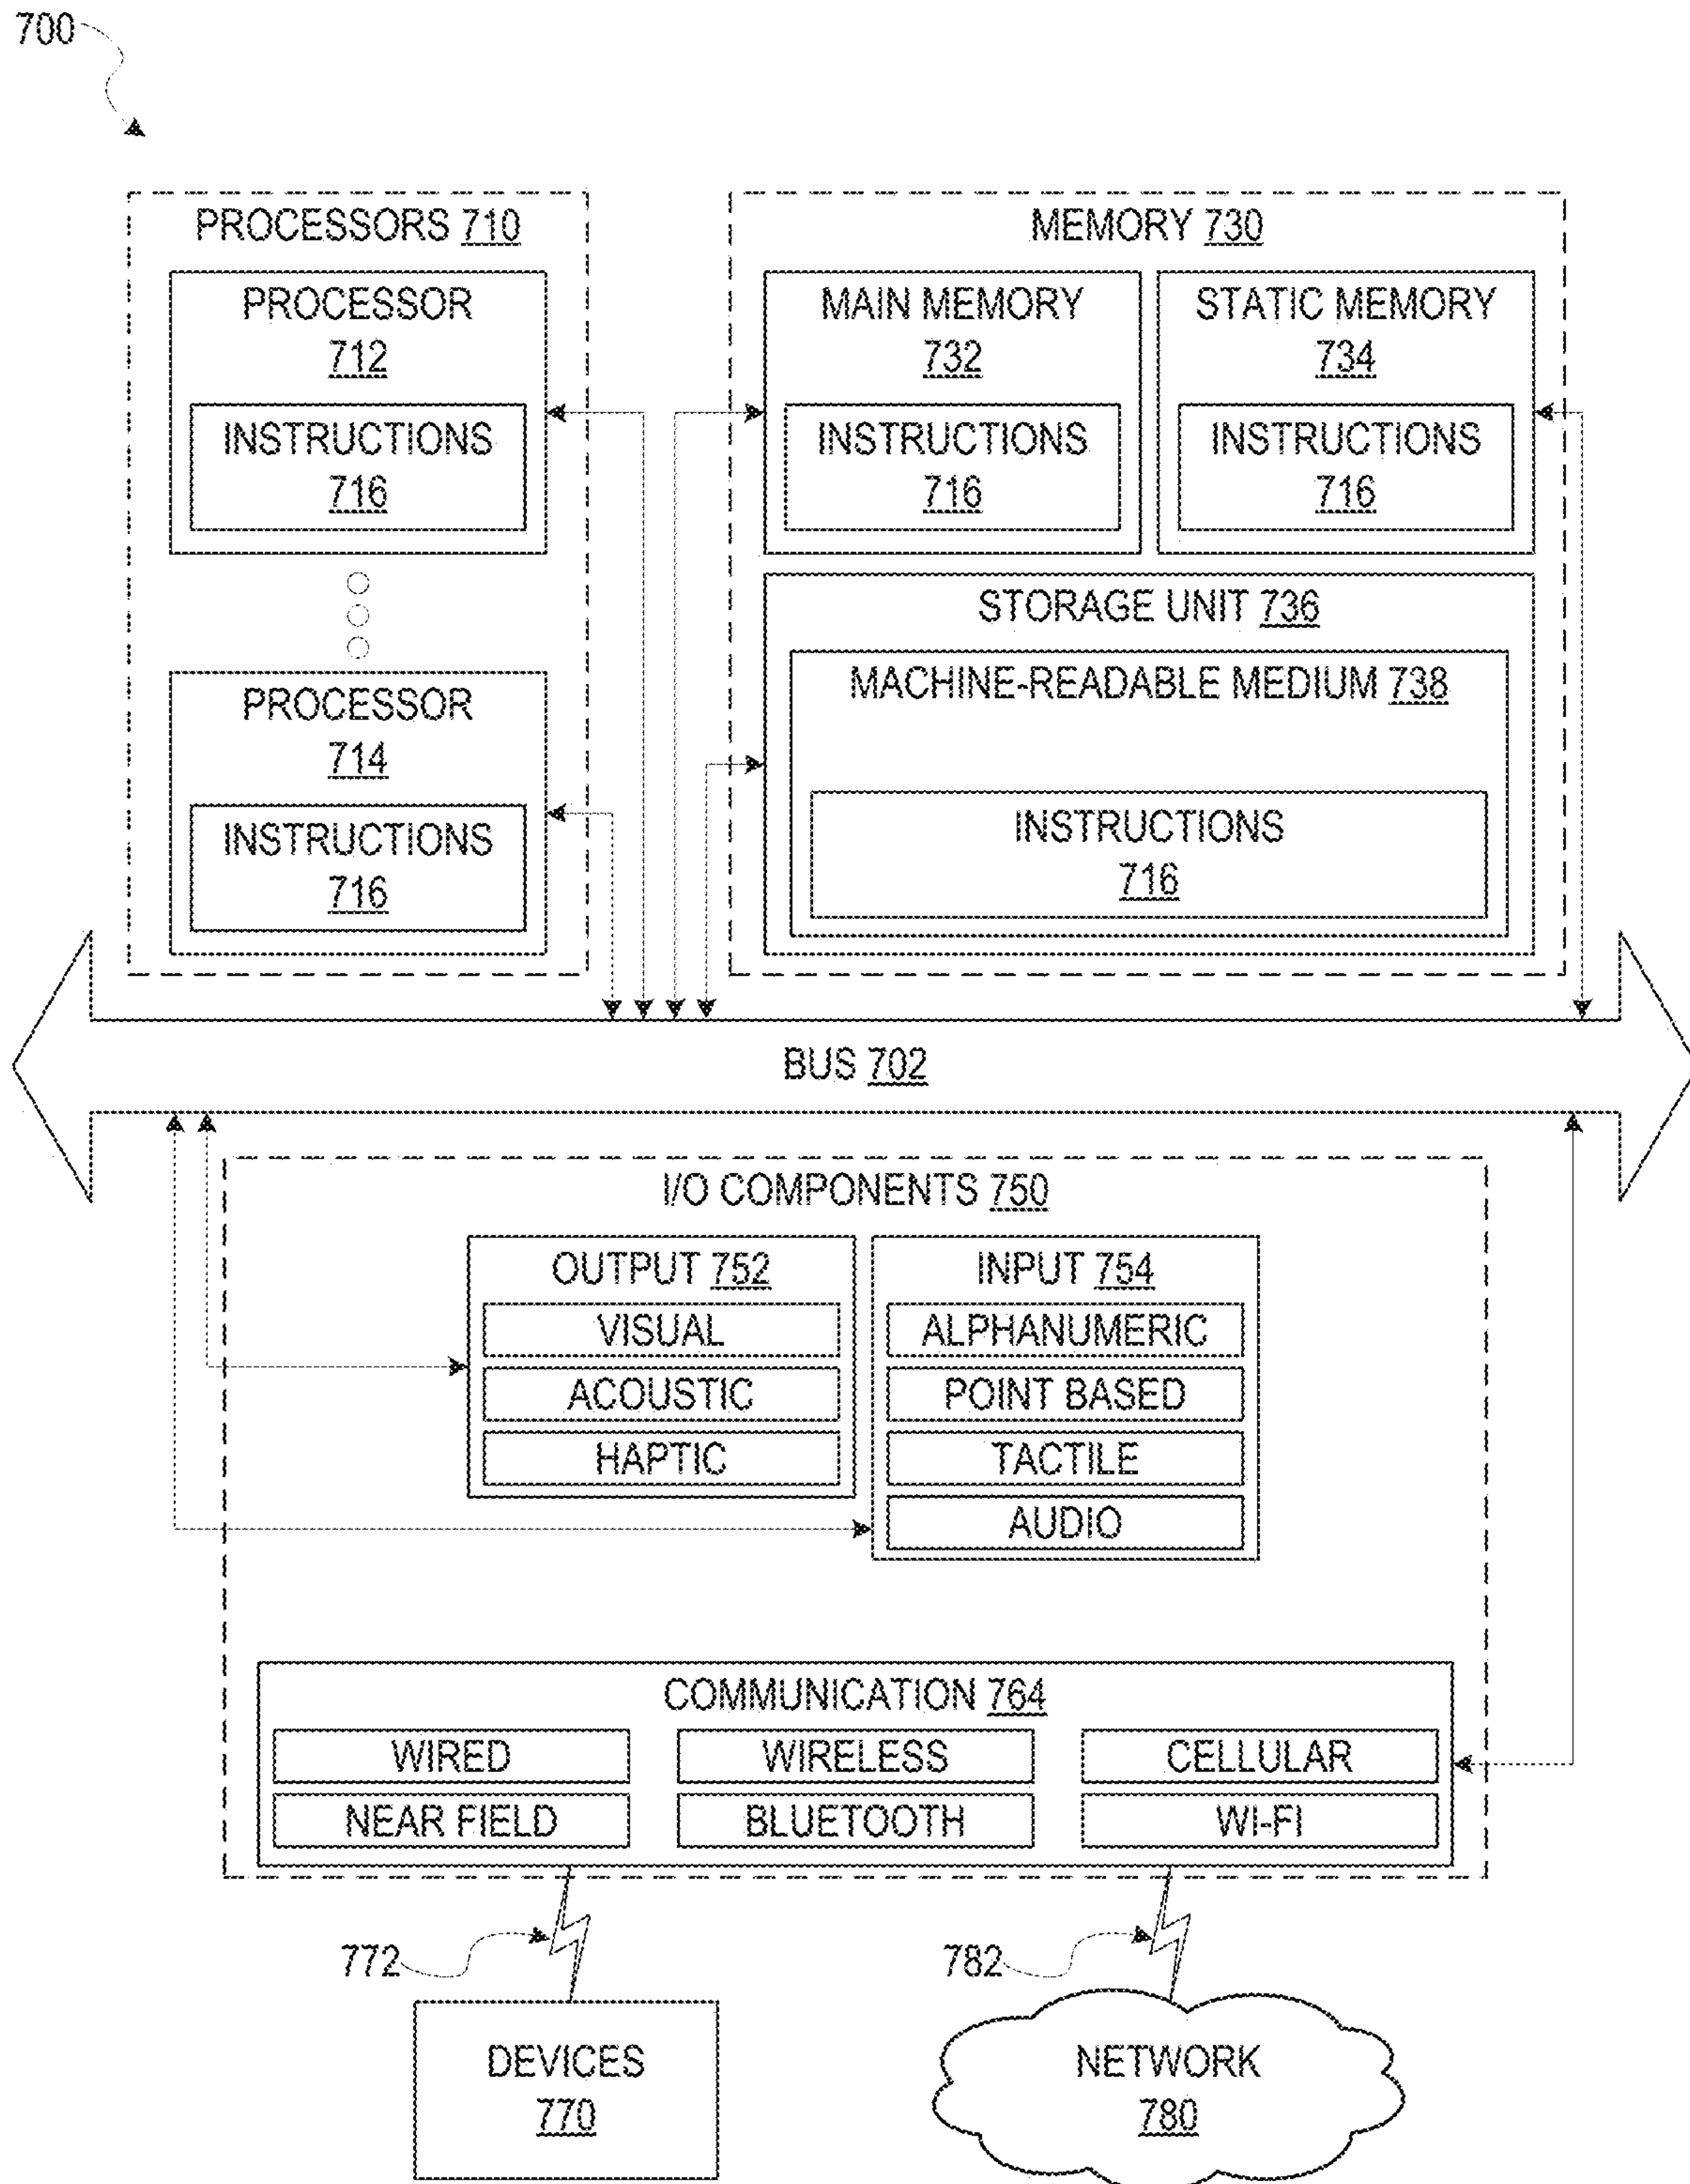 700
PROCESSORS 710
PROCESSOR
712
INSTRUCTIONS
716
PROCESSOR
714
INSTRUCTIONS
716
MEMORY 730
MAIN MEMORY
732
INSTRUCTIONS
716
STATIC MEMORY
734
INSTRUCTIONS
716
STORAGE UNIT 736
MACHINE-READABLE MEDIUM 738
INSTRUCTIONS
716
BUS 702
I/O COMPONENTS 750
OUTPUT 752
VISUAL
ACOUSTIC
HAPTIC
INPUT 754
ALPHANUMERIC
POINT BASED
TACTILE
AUDIO
COMMUNICATION 764
WIRED
WIRELESS
CELLULAR
NEAR FIELD
BLUETOOTH
WI-FI
772
782
DEVICES
770
NETWORK
780